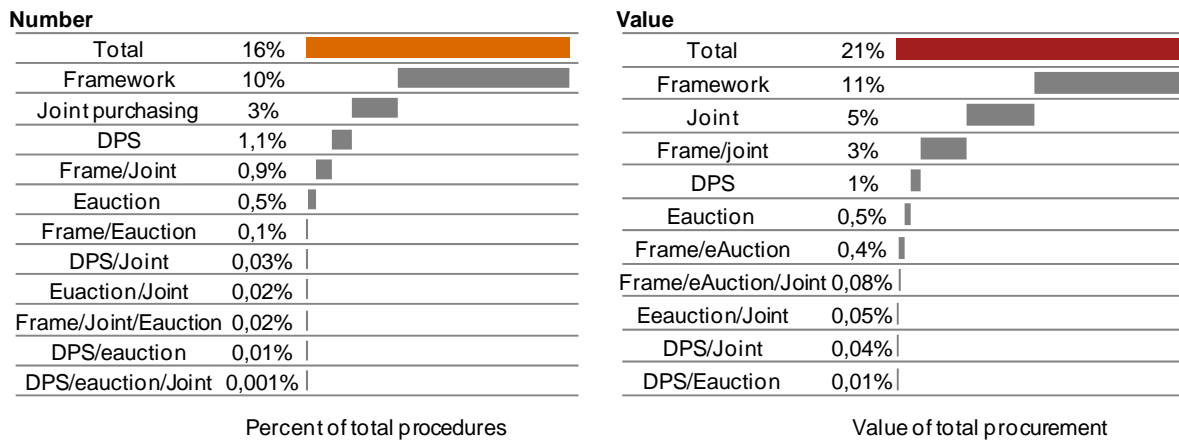 Number
Total 16%
Framework 10%
Joint purchasing 3%
DPS 1,1%
Frame/Joint 0,9%
Eauction 0,5%
Frame/Eauction 0,1%
DPS/Joint 0,03%
Euaction/Joint 0,02%
Frame/Joint/Eauction 0,02%
DPS/eauction 0,01%
DPS/eauction/Joint 0,001%
Percent of total procedures
Value
Total 21%
Framework 11%
Joint 5%
Frame/joint 3%
DPS 1%
Eauction 0,5%
Frame/eAuction 0,4%
Frame/eAuction/Joint 0,08%
Eeauction/Joint 0,05%
DPS/Joint 0,04%
DPS/Eauction 0,01%
Value of total procurement